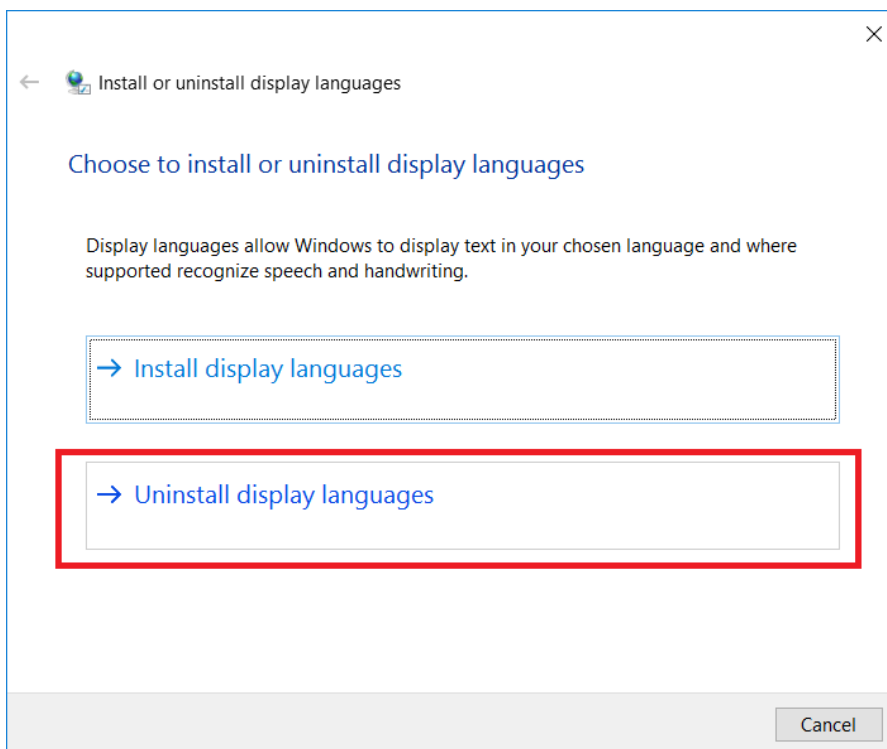 Install or uninstall display languages
Choose to install or uninstall display languages
Display languages allow Windows to display text in your chosen language and where
supported recognize speech and handwriting.
Install display languages
Uninstall display languages
Cancel